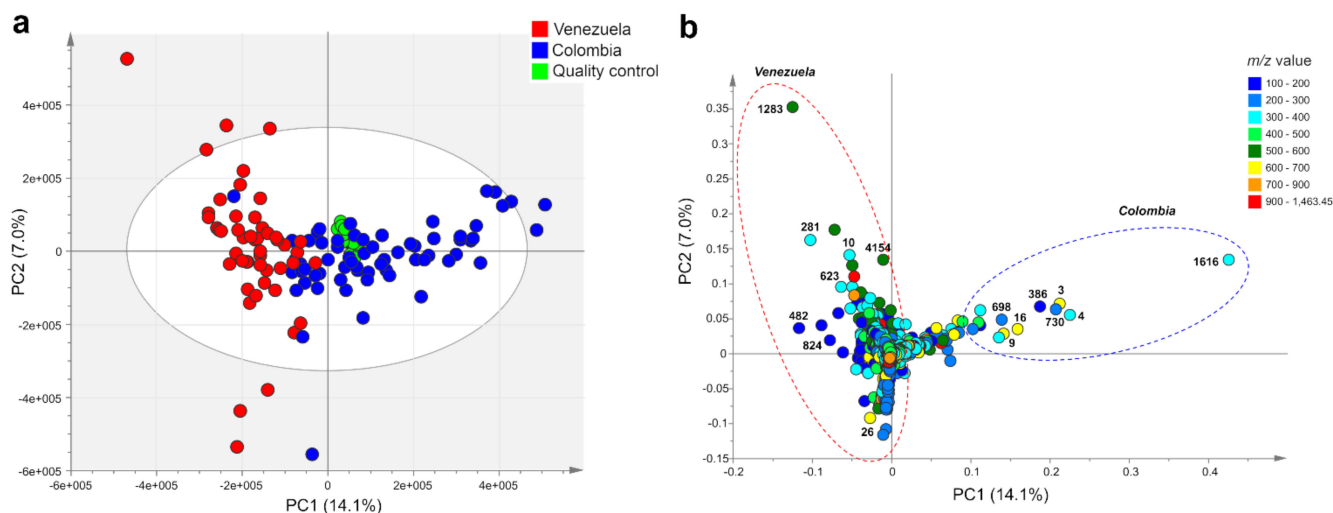 a
Venezuela
Colombia
Quality control
4e+005
2e+005
0
-2e+005
-4e+005
-6e+005
-6e+005
-4e+005
-2e+005
0
2e+005
4e+005
PC2 (7.0%)
PC1 (14.1%)
b
m/z value
100 - 200
200 - 300
300 - 400
400 - 500
500 - 600
600 - 700
700 - 900
900 - 1,463.45
Venezuela
Colombia
1283
281
10
4154
623
482
824
26
1616
386
3
698
16
730
4
9
0.35
0.3
0.25
0.2
0.15
0.1
0.05
0
-0.05
-0.1
-0.15
-0.2
-0.1
0
0.1
0.2
0.3
0.4
PC2 (7.0%)
PC1 (14.1%)